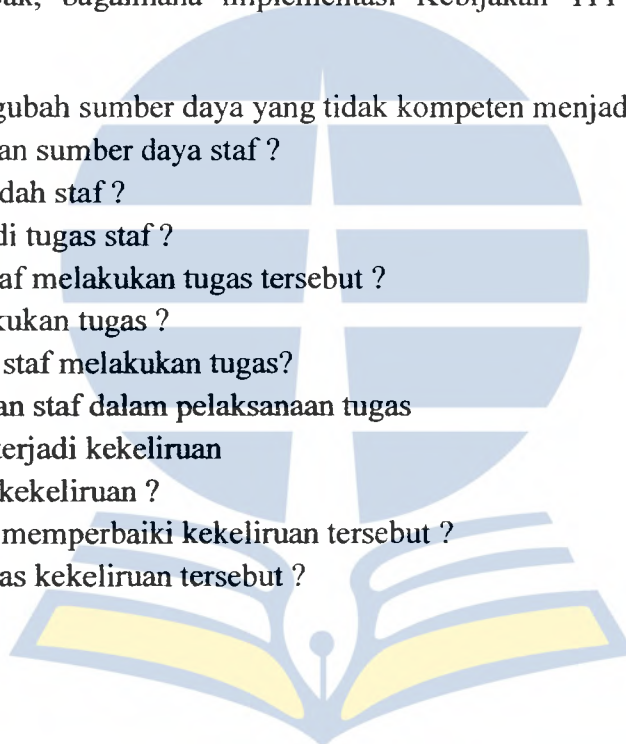 bagaimana implementasi Kebijakan
gubah sumber daya yang tidak kompeten menjad
an sumber daya staf ?
dah staf ?
di tugas staf ?
af melakukan tugas tersebut ?
kukan tugas ?
staf melakukan tugas?
an staf dalam pelaksanaan tugas
terjadi kekeliruan
kekeliruan ?
memperbaiki kekeliruan tersebut ?
as kekeliruan tersebut ?